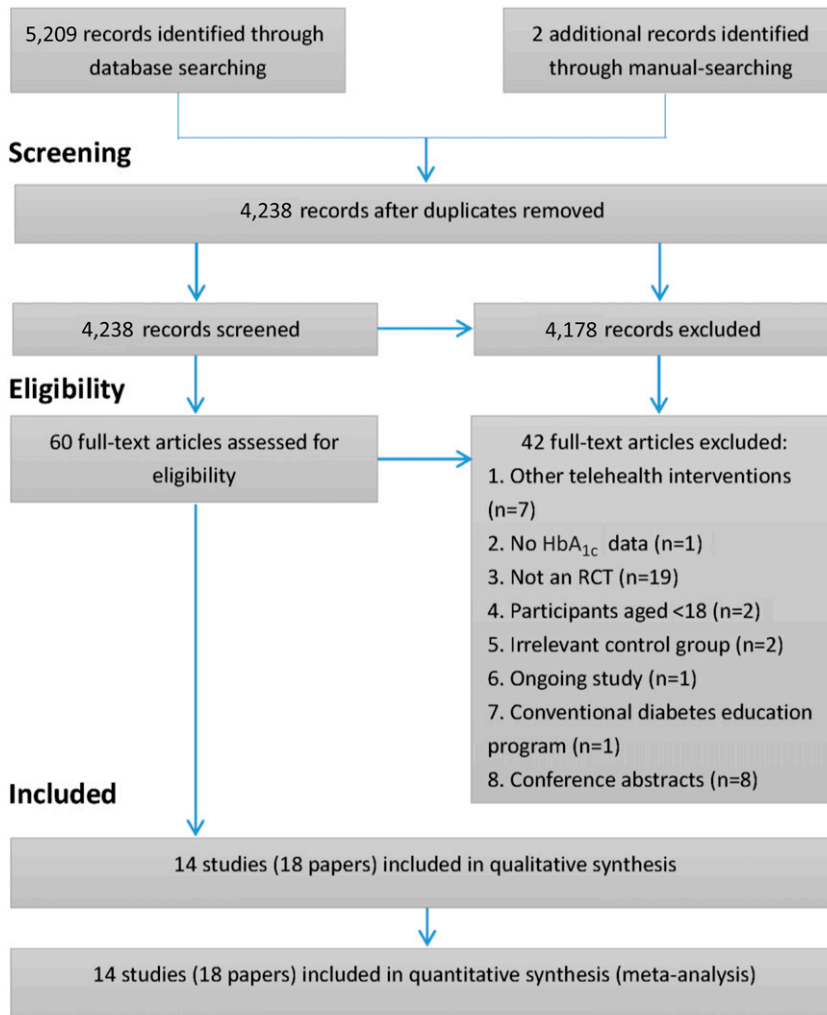 5,209 records identified through
database searching
2 additional records identified
through manual-searching
Screening
4,238 records after duplicates removed
4,238 records screened
4,178 records excluded
Eligibility
60 full-text articles assessed for
eligibility
42 full-text articles excluded:
1. Other telehealth interventions
(n=7)
2. No HbA1c data (n=1)
3. Not an RCT (n=19)
4. Participants aged <18 (n=2)
5. Irrelevant control group (n=2)
6. Ongoing study (n=1)
7. Conventional diabetes education
program (n=1)
8. Conference abstracts (n=8)
Included
14 studies (18 papers) included in qualitative synthesis
14 studies (18 papers) included in quantitative synthesis (meta-analysis)